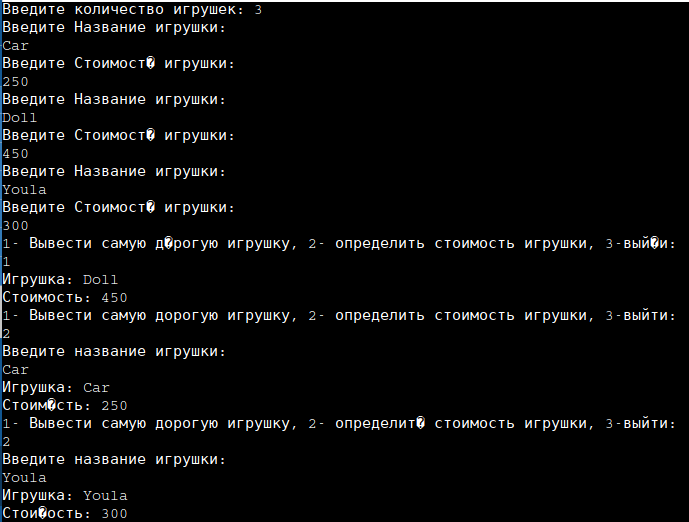 Введите количество игрушек: 3
Введите Название игрушки:
Car
Введите Стоимост� игрушки:
250
Введите Название игрушки:
Doll
Введите Стоимост� игрушки:
450
Введите Название игрушки:
Youla
Введите Стоимост� игрушки:
300
1- Вывести самую д�рогую игрушку, 2- определить стоимость игрушки, 3-вый�и:
1
Игрушка: Doll
Стоимость: 450
1- Вывести самую дорогую игрушку, 2- определить стоимость игрушки, 3-выйти:
2
Введите название игрушки:
Car
Игрушка: Car
Стоим�сть: 250
1- Вывести самую дорогую игрушку, 2- определит� стоимость игрушки, 3-выйти:
2
Введите название игрушки:
Youla
Игрушка: Youla
Стои�ость: 300